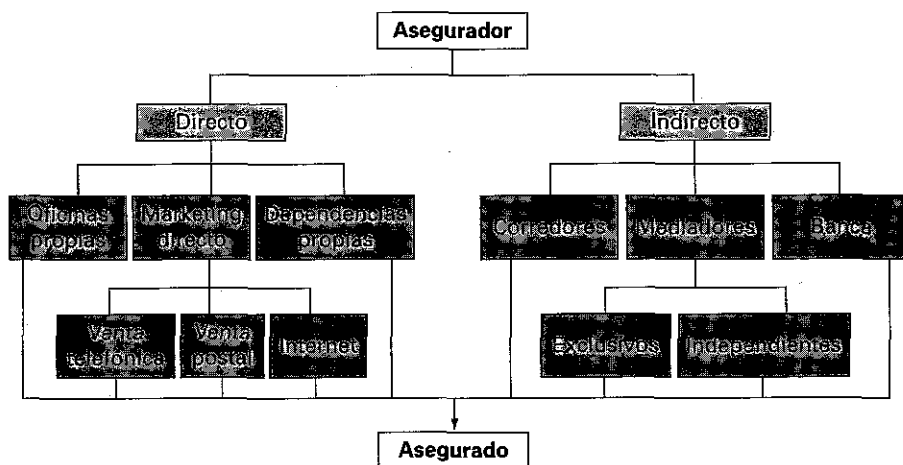 Asegurador
Directo
Indirecto
Oficinas
propias
Marketing
directo
Dependencias
propias
Corredores
Mediadores
Banca
Venta
telefónica
Venta
postal
Internet
Exclusivos
Independientes
Asegurado